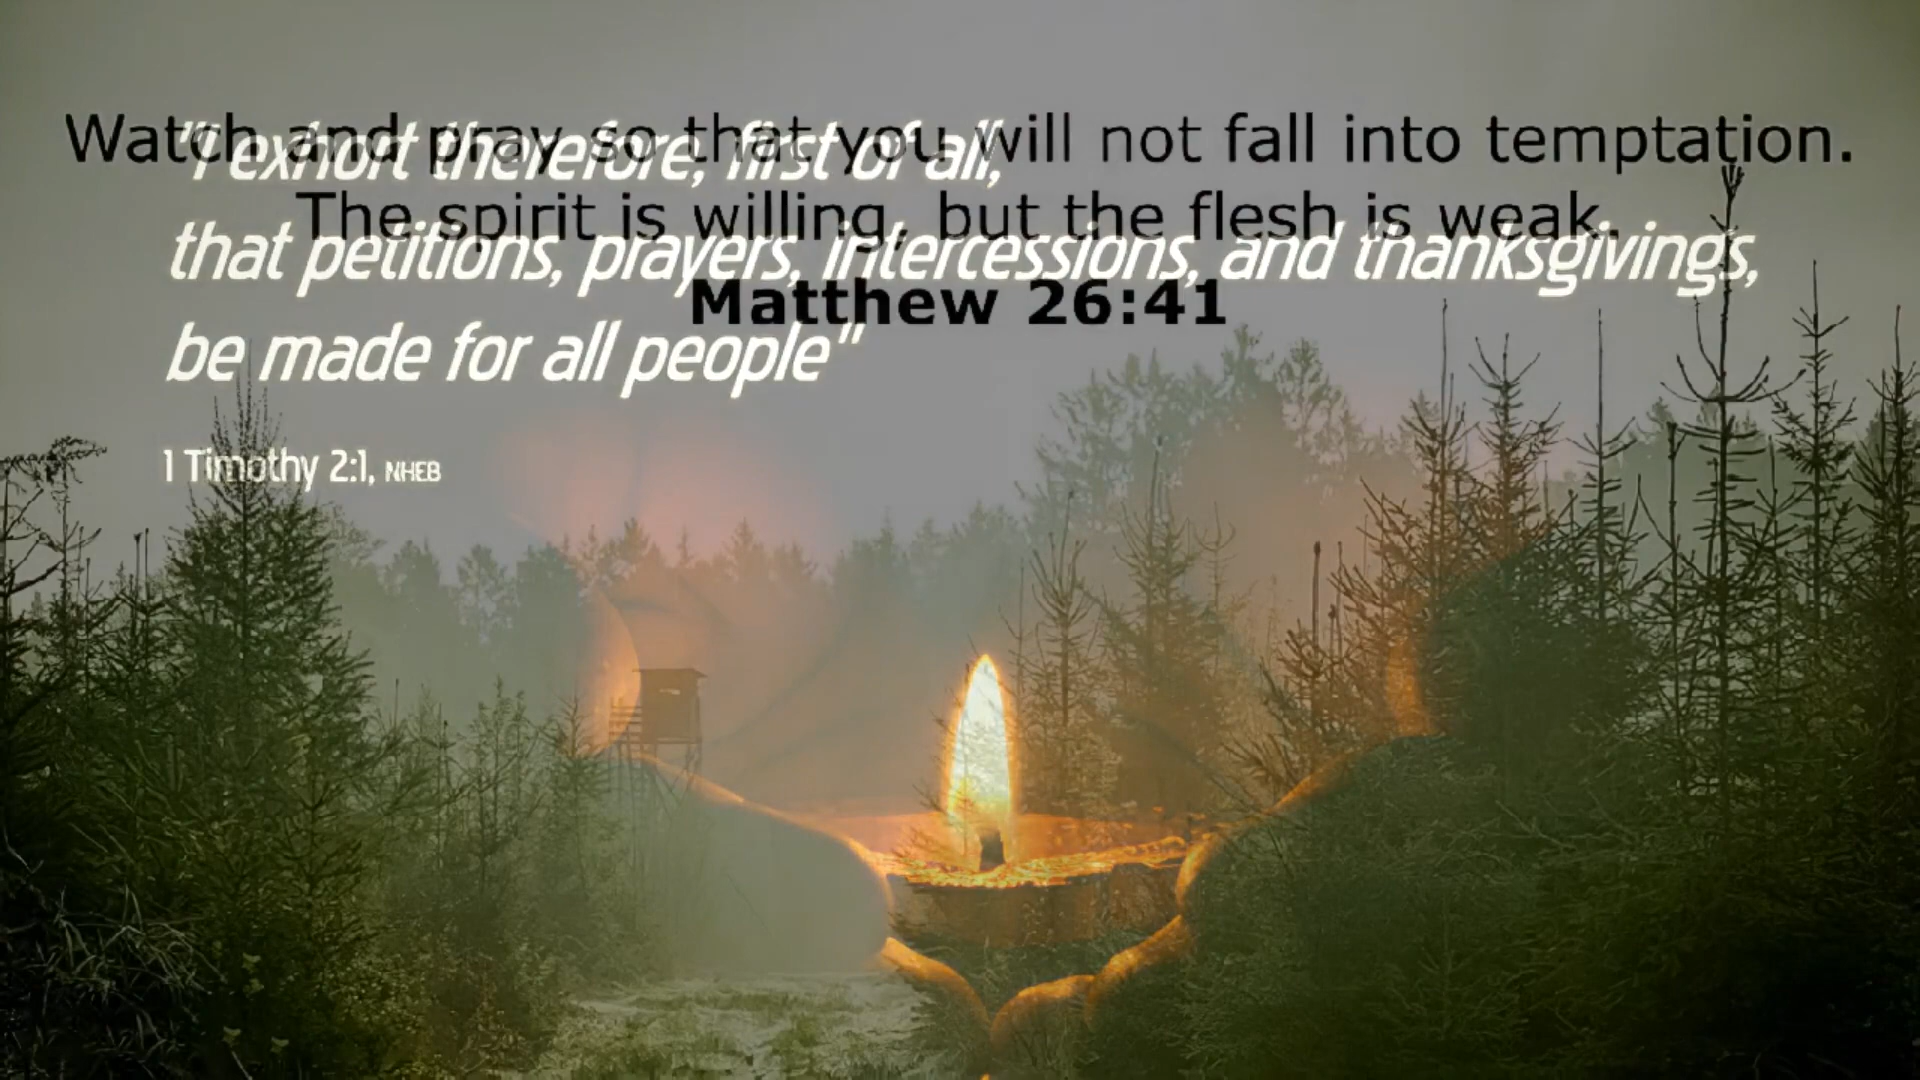 Watch and pray so that you will not fall into temptation.
The spirit is willing, but the flesh is weak.
Matthew 26:41
"I exhort therefore, first of all,
that petitions, prayers, intercessions, and thanksgivings,
be made for all people"
1 Timothy 2:1, NHEB